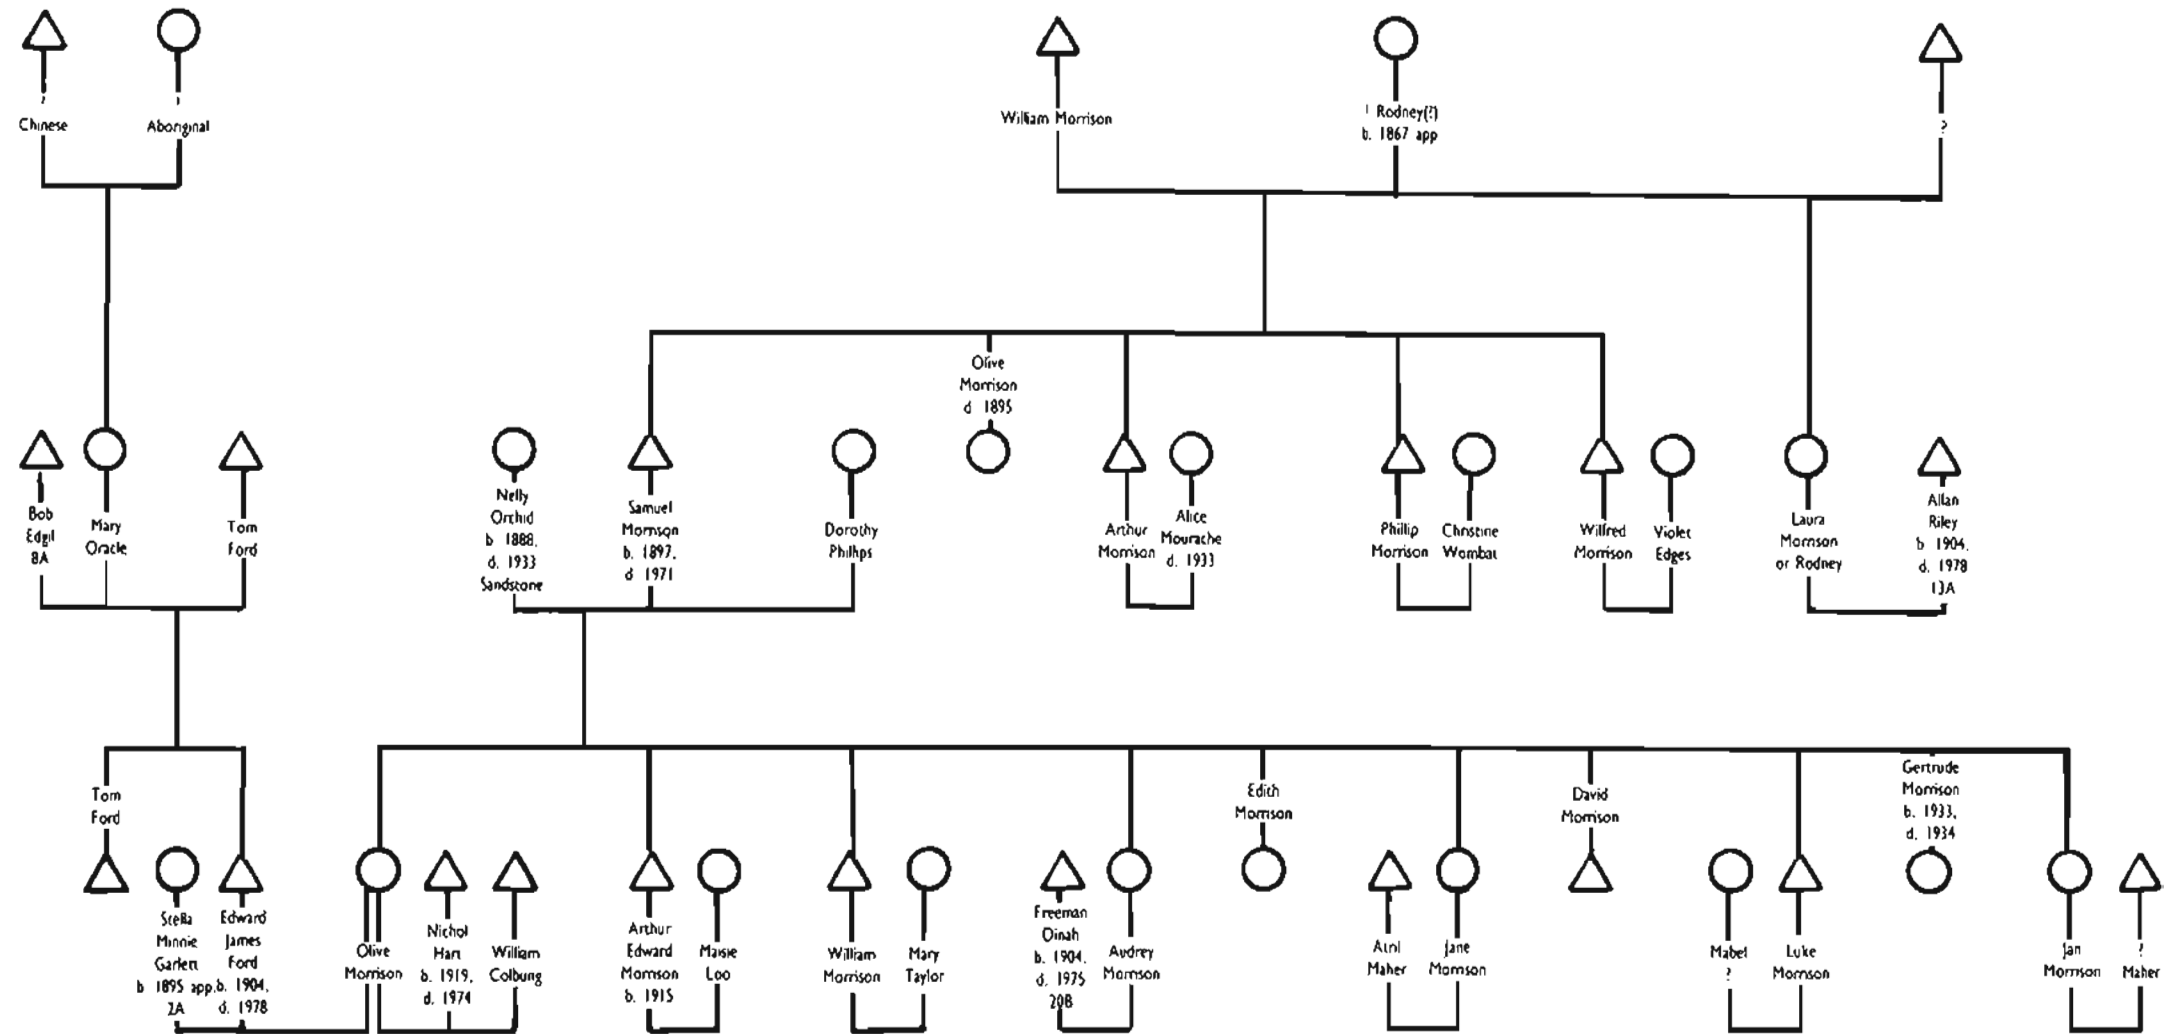 ?
Chinese
?
Aboriginal
William Morrison
? Rodney(?)
b. 1867 app
?
Olive
Morrison
d 1895
Bob
Edgil
8A
Mary
Oracle
Tom
Ford
Nelly
Orchid
b 1888,
d. 1933
Sandstone
Samuel
Morrison
b. 1897,
d 1971
Dorothy
Phillips
Arthur
Morrison
Alice
Mourache
d. 1933
Phillip
Morrison
Christine
Wombat
Wilfred
Morrison
Violet
Edges
Laura
Morrison
or Rodney
Allan
Riley
b 1904,
d. 1978
13A
Tom
Ford
Stella
Minnie
Garlett
b 1895 app.
2A
Edward
James
Ford
b. 1904,
d. 1978
Olive
Morrison
Nichol
Hart
b. 1919,
d. 1974
William
Colbung
Arthur
Edward
Morrison
b. 1915
Maisie
Loo
William
Morrison
Mary
Taylor
Freeman
Dinah
b. 1904,
d. 1975
20B
Audrey
Morrison
Edith
Morrison
Maher
Jane
Morrison
David
Morrison
Mabel
?
Luke
Morrison
Gertrude
Morrison
b. 1933,
d. 1934
Jan
Morrison
?
Maher